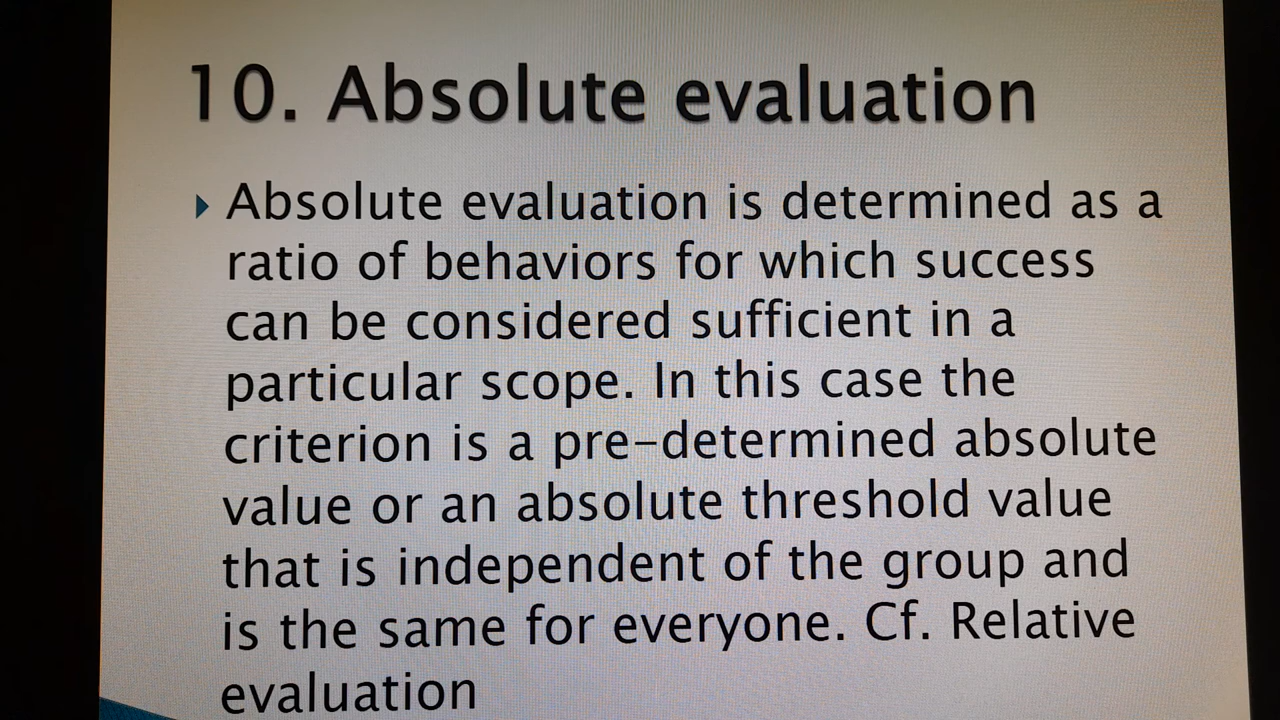 10. Absolute evaluation
Absolute evaluation is determined as a
ratio of behaviors for which success
can be considered sufficient in a
particular scope. In this case the
criterion is a pre-determined absolute
value or an absolute threshold value
that is independent of the group and
is the same for everyone. Cf. Relative
evaluation